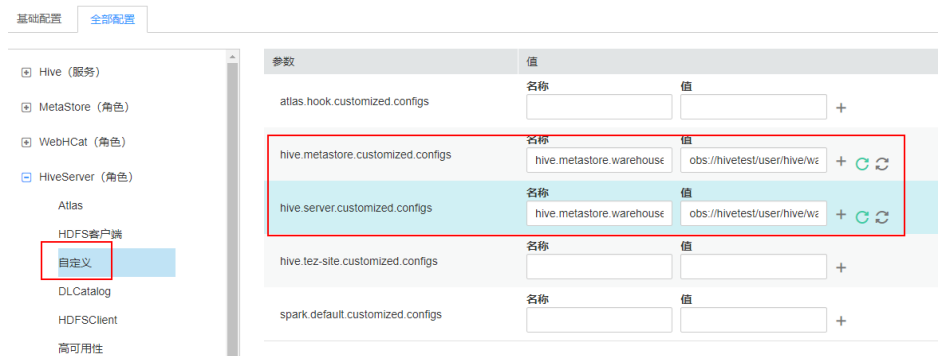 基础配置 全部配置
Hive（服务）
MetaStore（角色）
WebHCat（角色）
HiveServer（角色）
Atlas
HDFS客户端
自定义
DLCatalog
HDFSClient
高可用性
参数 值
名称 值
atlas.hook.customized.configs
名称 值
hive.metastore.customized.configs hive.metastore.warehouse obs://hivetest/user/hive/wa
名称 值
hive.server.customized.configs hive.metastore.warehouse obs://hivetest/user/hive/wa
名称 值
hive.tez-site.customized.configs
名称 值
spark.default.customized.configs